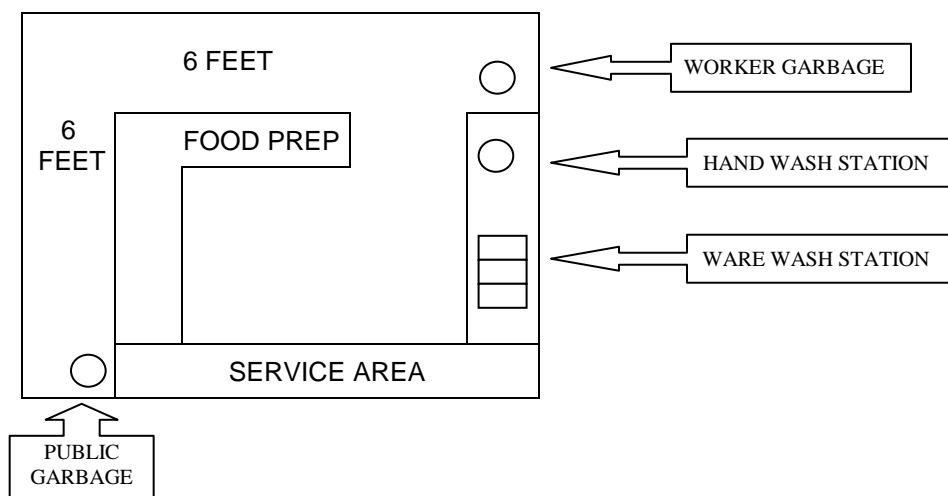 6 FEET
WORKER GARBAGE
6
FEET
FOOD PREP
HAND WASH STATION
WARE WASH STATION
SERVICE AREA
PUBLIC
GARBAGE